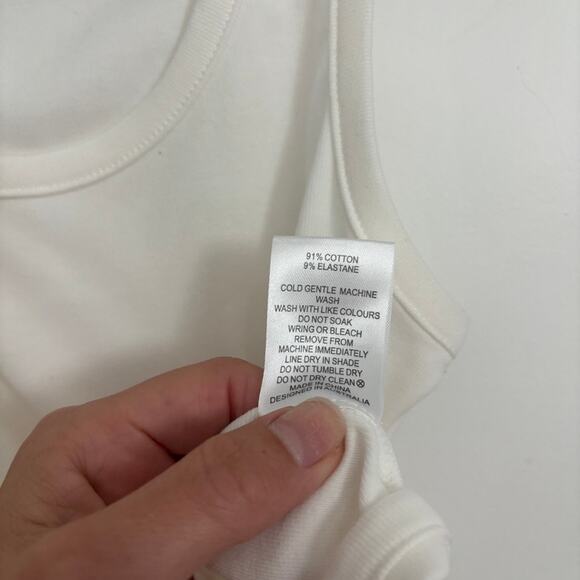 91% COTTON
9% ELASTANE
COLD GENTLE MACHINE
WASH
WASH WITH LIKE COLOURS
DO NOT SOAK
WRING OR BLEACH
REMOVE FROM
MACHINE IMMEDIATELY
LINE DRY IN SHADE
DO NOT TUMBLE DRY
DO NOT DRY CLEAN
MADE IN CHINA
DESIGNED IN AUSTRALIA